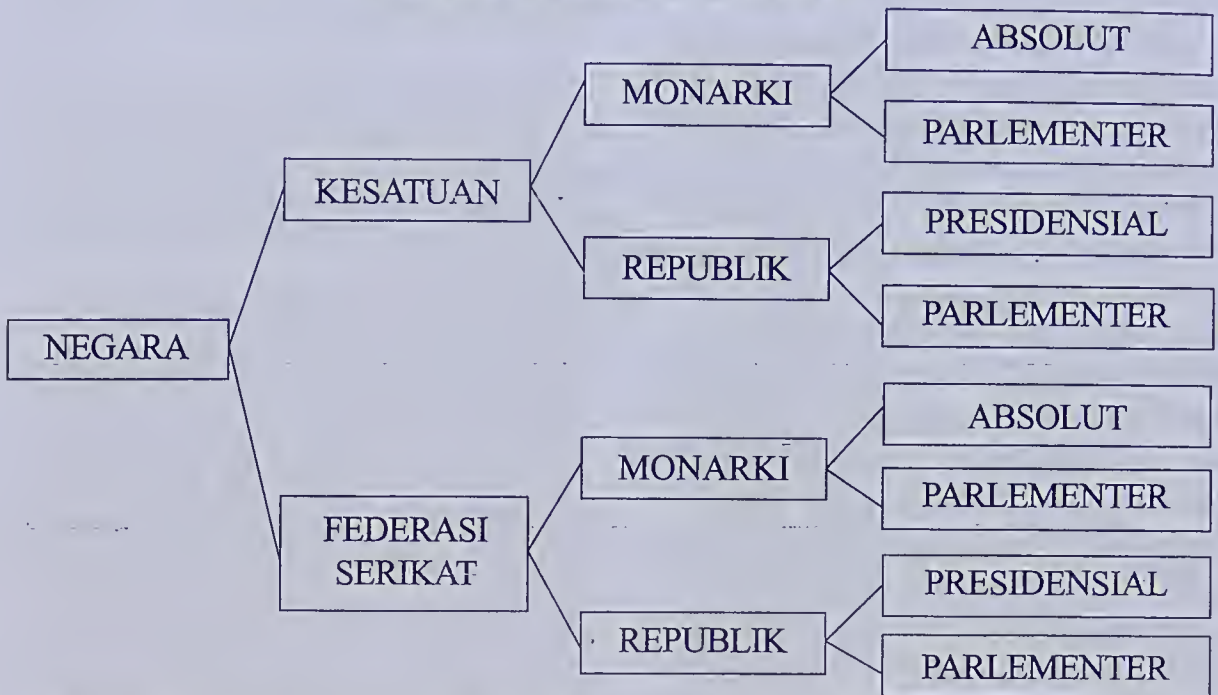 NEGARA
KESATUAN
MONARKI
ABSOLUT
PARLEMENTER
REPUBLIK
PRESIDENSIAL
PARLEMENTER
FEDERASI
SERIKAT
MONARKI
ABSOLUT
PARLEMENTER
REPUBLIK
PRESIDENSIAL
PARLEMENTER